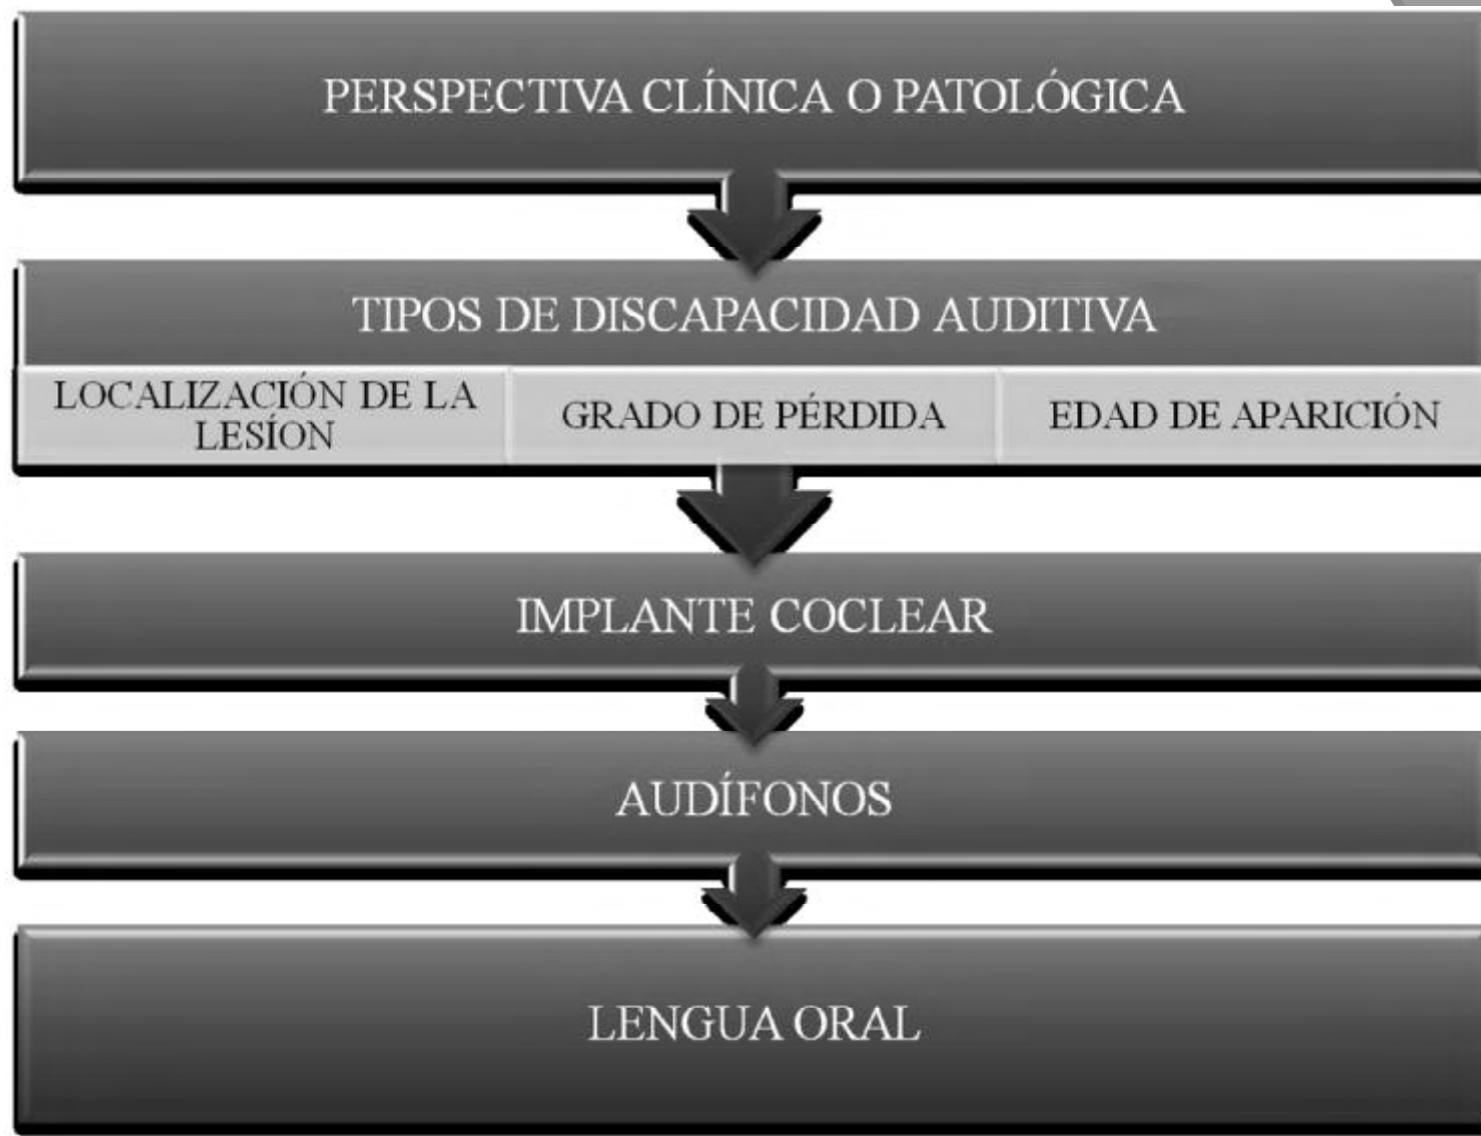 PERSPECTIVA CLÍNICA O PATOLÓGICA
TIPOS DE DISCAPACIDAD AUDITIVA
LOCALIZACIÓN DE LA
LESÍON
GRADO DE PÉRDIDA
EDAD DE APARICIÓN
IMPLANTE COCLEAR
AUDÍFONOS
LENGUA ORAL